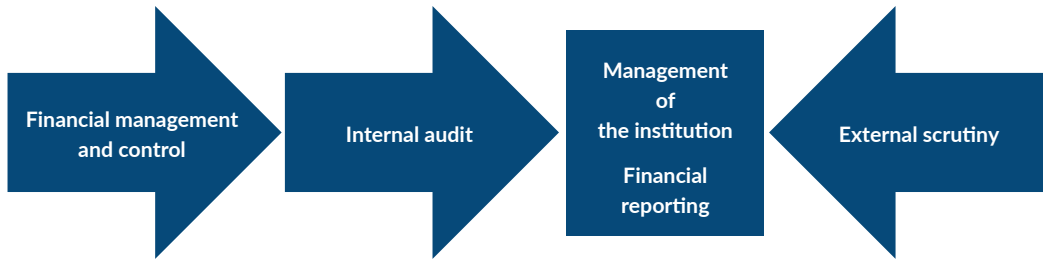 Financial management
and control
Internal audit
Management
of
the institution
Financial
reporting
External scrutiny